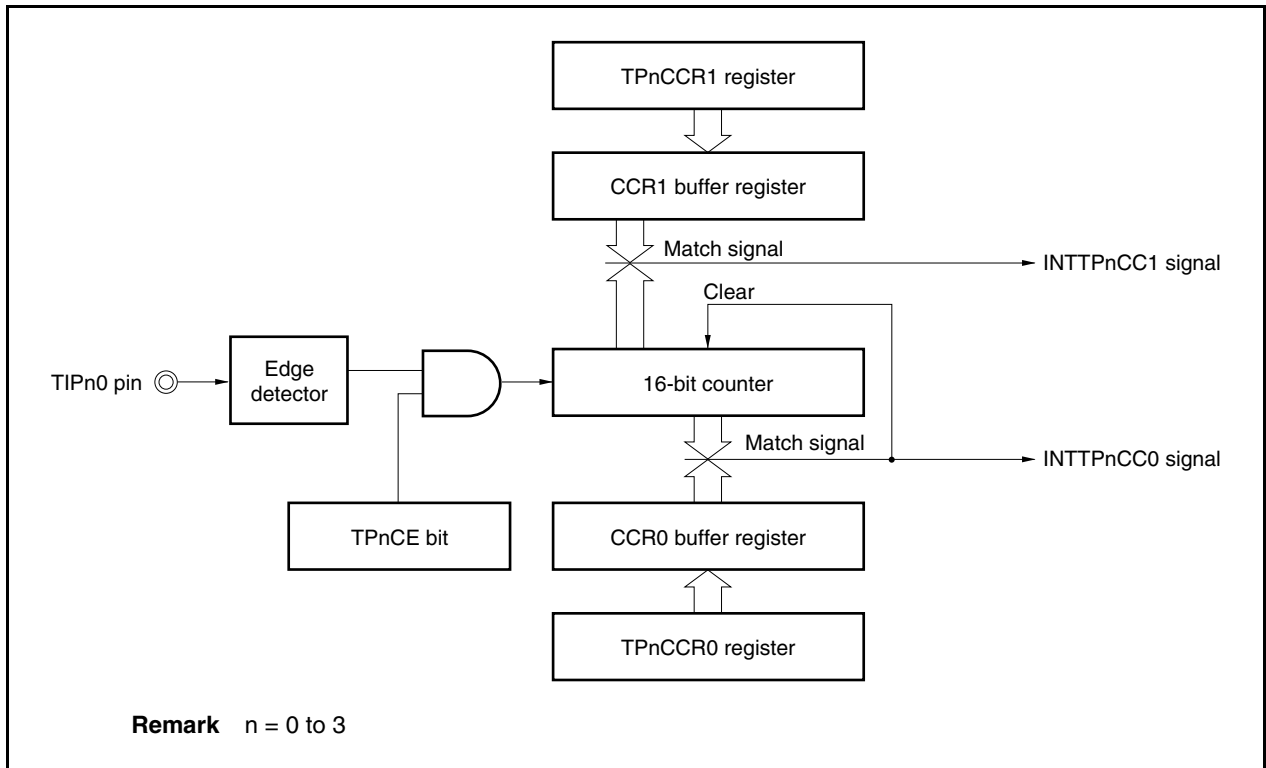 TPnCCR1 register
CCR1 buffer register
Match signal
INTTPnCC1 signal
Clear
TIPn0 pin
Edge
detector
16-bit counter
Match signal
INTTPnCC0 signal
TPnCE bit
CCR0 buffer register
TPnCCR0 register
Remark n = 0 to 3